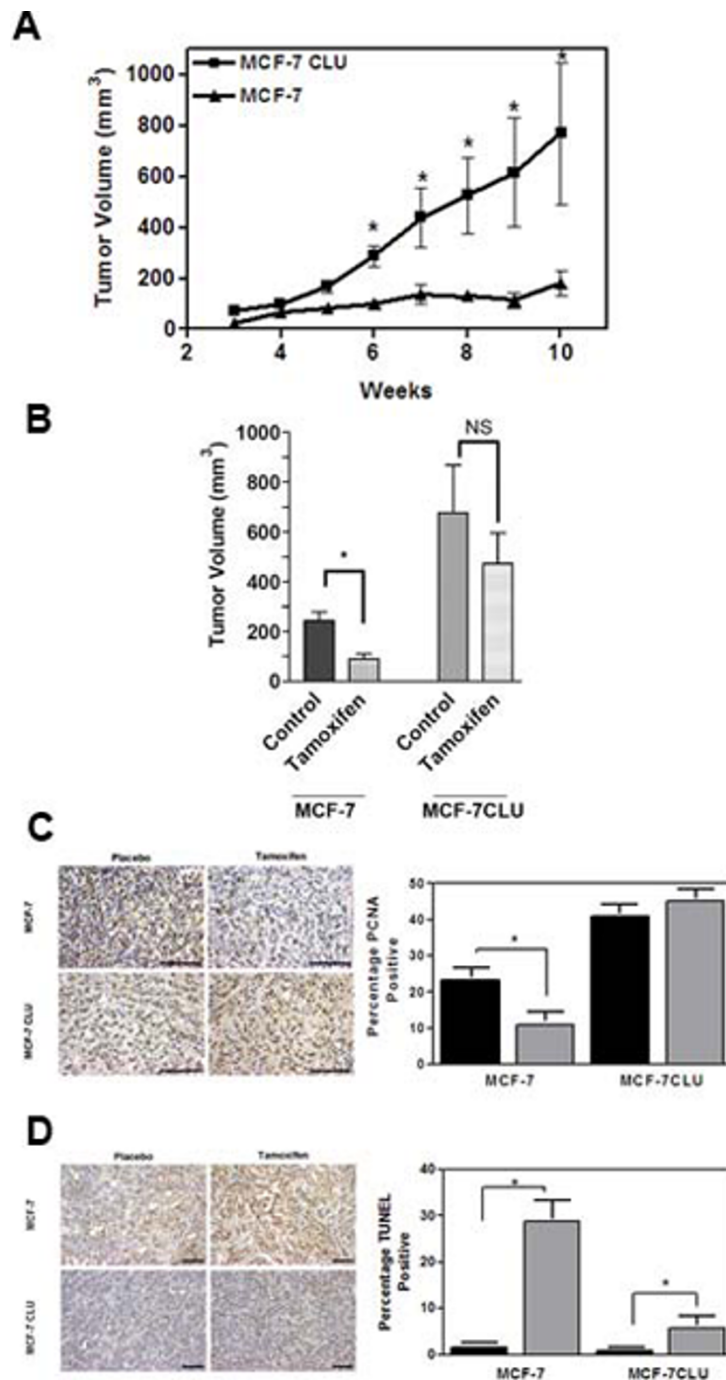 A
MCF-7 CLU
MCF-7
1000
800
600
400
200
0
* * * * *
2 4 6 8 10
Tumor Volume (mm³)
Weeks
B
1000
800
600
400
200
0
Tumor Volume (mm³)
*
NS
Control Tamoxifen Control Tamoxifen
MCF-7 MCF-7CLU
C
Placebo Tamoxifen
MCF-7
MCF-7 CLU
50
40
30
20
10
0
Percentage PCNA
Positive
*
MCF-7 MCF-7CLU
D
Placebo Tamoxifen
MCF-7
MCF-7 CLU
40
30
20
10
0
Percentage TUNEL
Positive
* *
MCF-7 MCF-7CLU